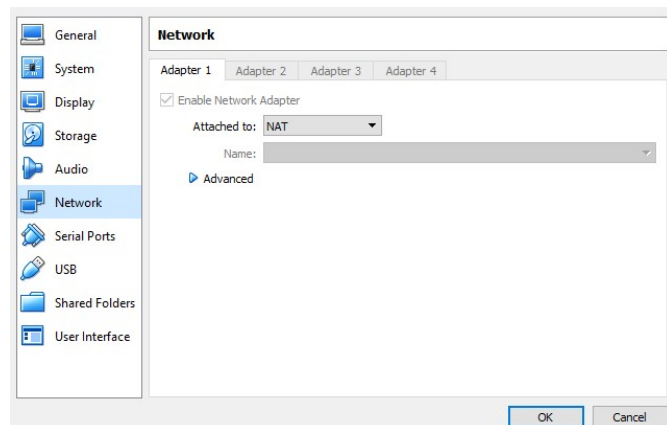 General
System
Display
Storage
Audio
Network
Serial Ports
USB
Shared Folders
User Interface
Network
Adapter 1 Adapter 2 Adapter 3 Adapter 4
Enable Network Adapter
Attached to: NAT
Name:
Advanced
OK Cancel